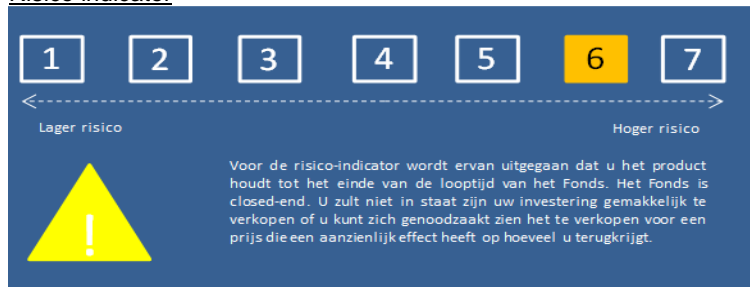 Risico-indicator
1 2 3 4 5 6 7
Lager risico Hoger risico
!
Voor de risico-indicator wordt ervan uitgegaan dat u het product
houdt tot het einde van de looptijd van het Fonds. Het Fonds is
closed-end. U zult niet in staat zijn uw investering gemakkelijk te
verkopen of u kunt zich genoodzaakt zien het te verkopen voor een
prijs die een aanzienlijk effect heeft op hoeveel u terugkrijgt.